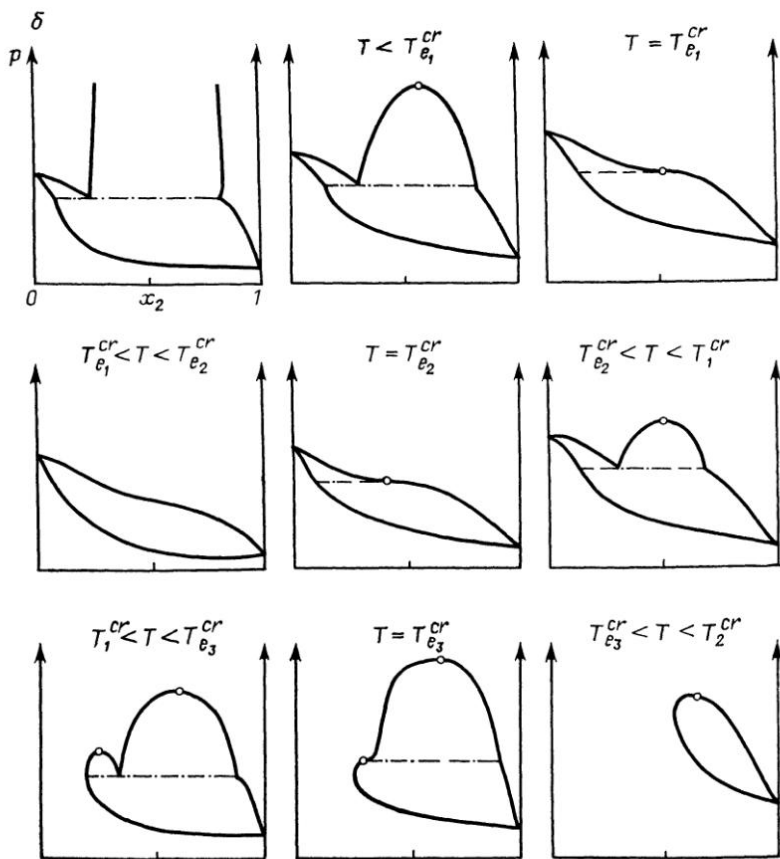 б
p
T < T_{e_1}^{cr}
T = T_{e_1}^{cr}
0 x_2 1
T_{e_1}^{cr} < T < T_{e_2}^{cr}
T = T_{e_2}^{cr}
T_{e_2}^{cr} < T < T_1^{cr}
T_1^{cr} < T < T_{e_3}^{cr}
T = T_{e_3}^{cr}
T_{e_3}^{cr} < T < T_2^{cr}